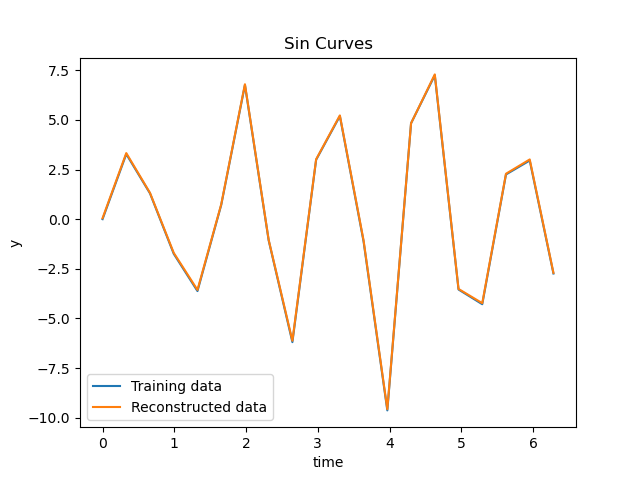 Sin Curves
7.5
5.0
2.5
0.0
−2.5
−5.0
−7.5
−10.0
y
Training data
Reconstructed data
0 1 2 3 4 5 6
time